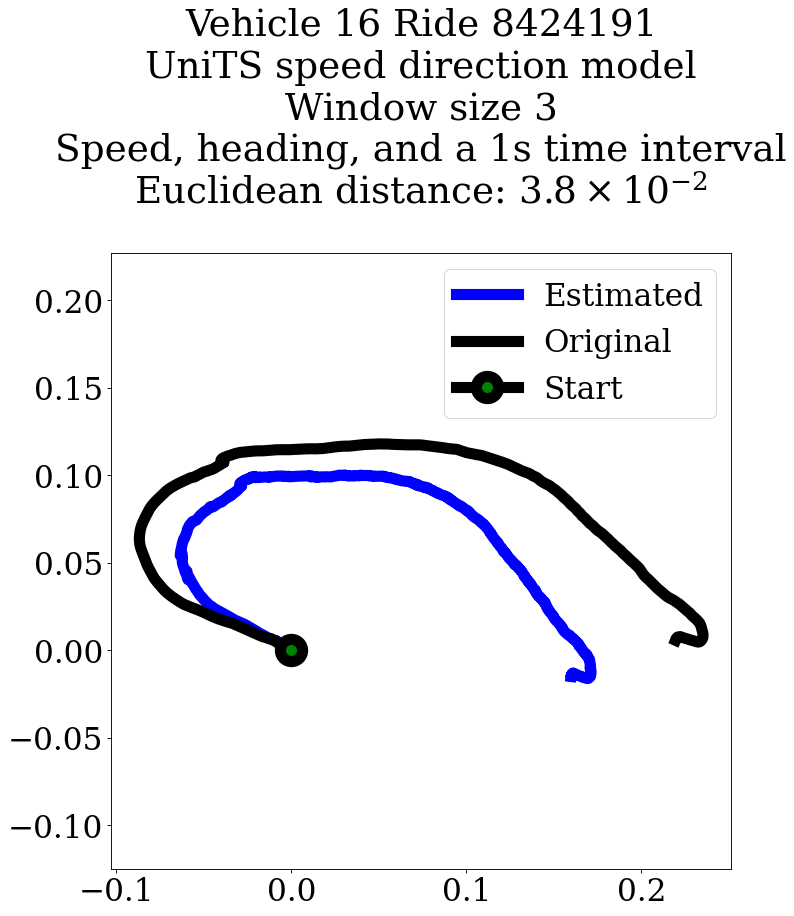 Vehicle 16 Ride 8424191
UniTS speed direction model
Window size 3
Speed, heading, and a 1s time interval
Euclidean distance: 3.8 × 10⁻²
Estimated
Original
Start
0.20
0.15
0.10
0.05
0.00
−0.05
−0.10
−0.1 0.0 0.1 0.2